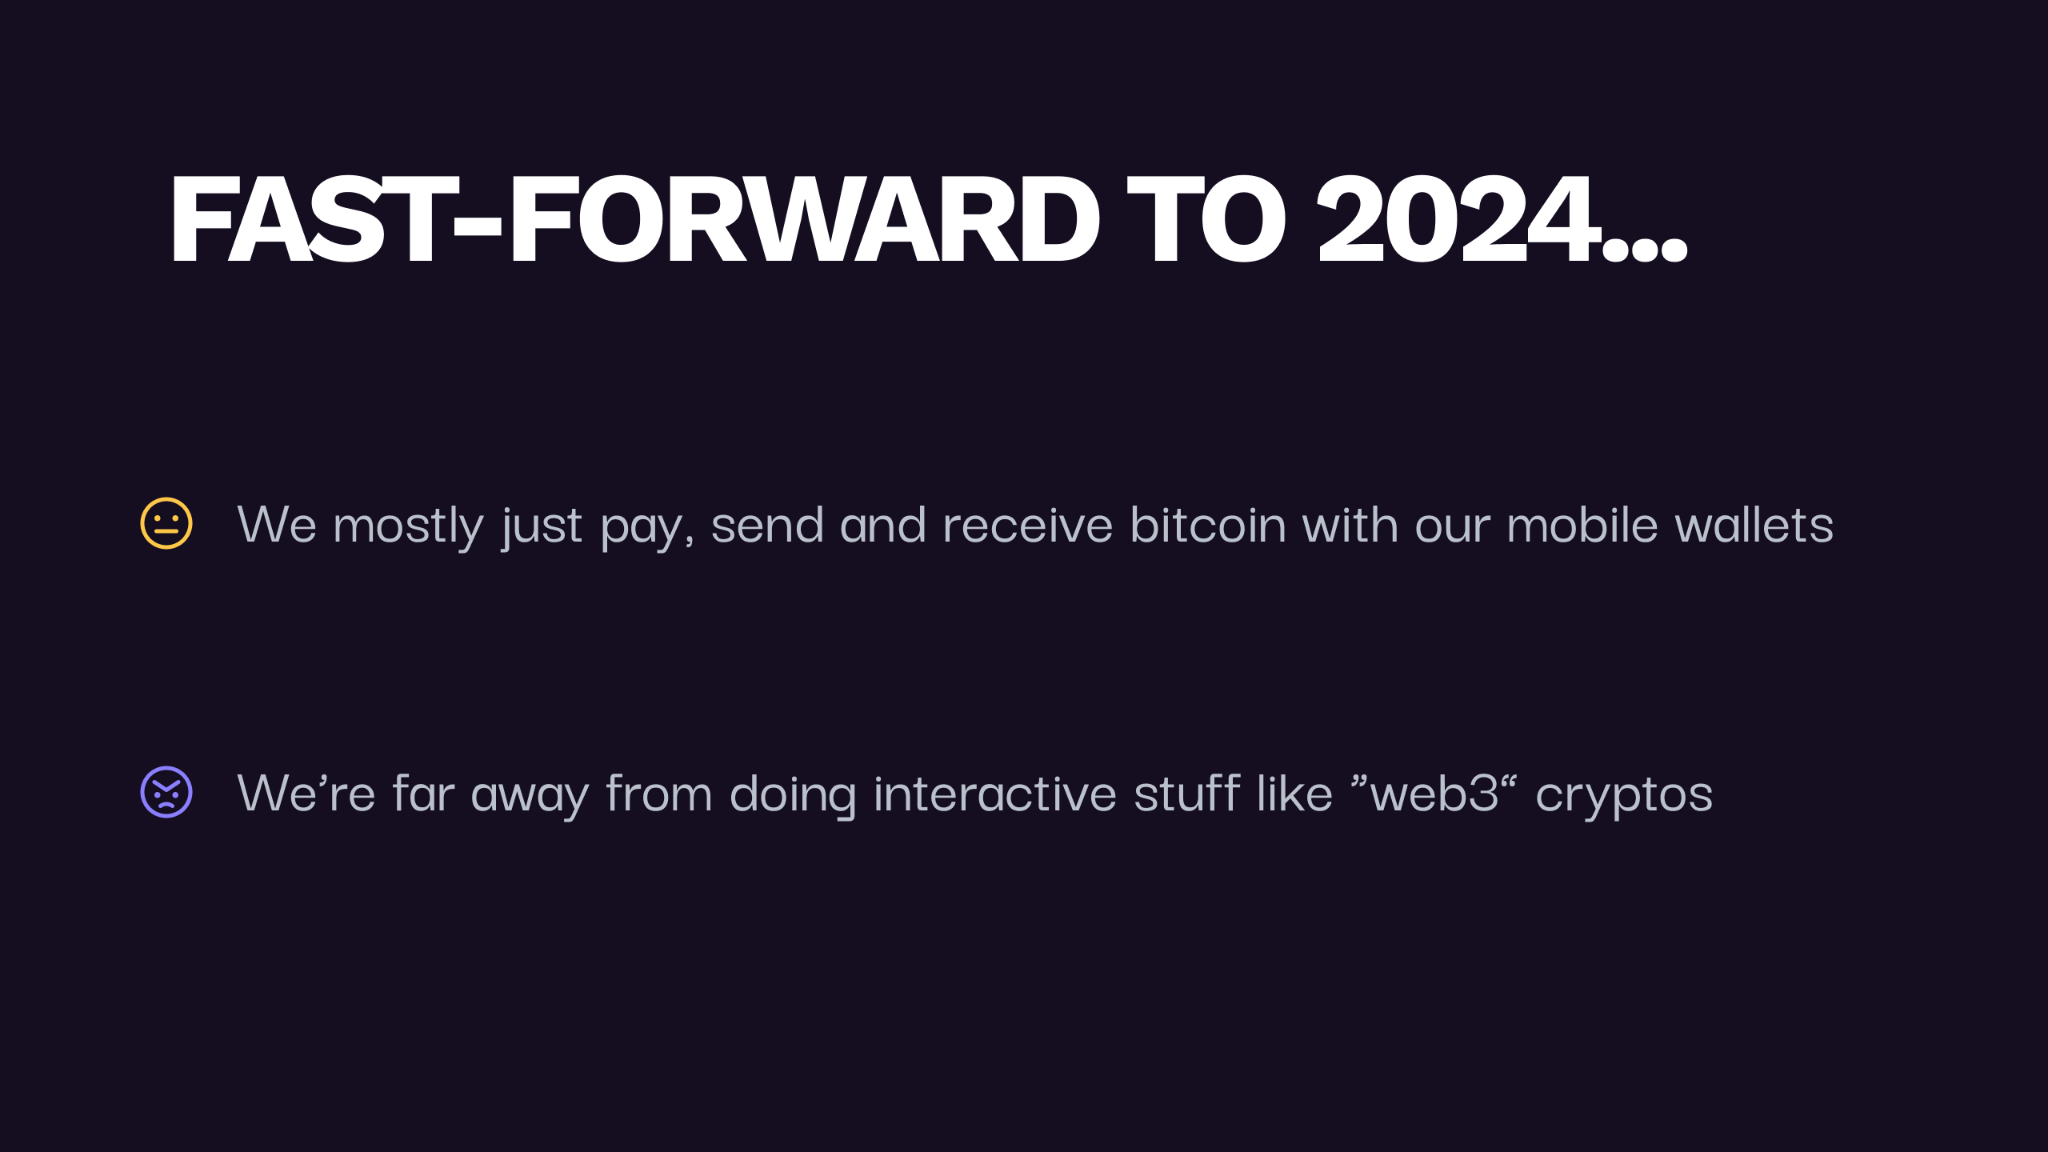 FAST-FORWARD TO 2024...
We mostly just pay, send and receive bitcoin with our mobile wallets
We’re far away from doing interactive stuff like ”web3“ cryptos